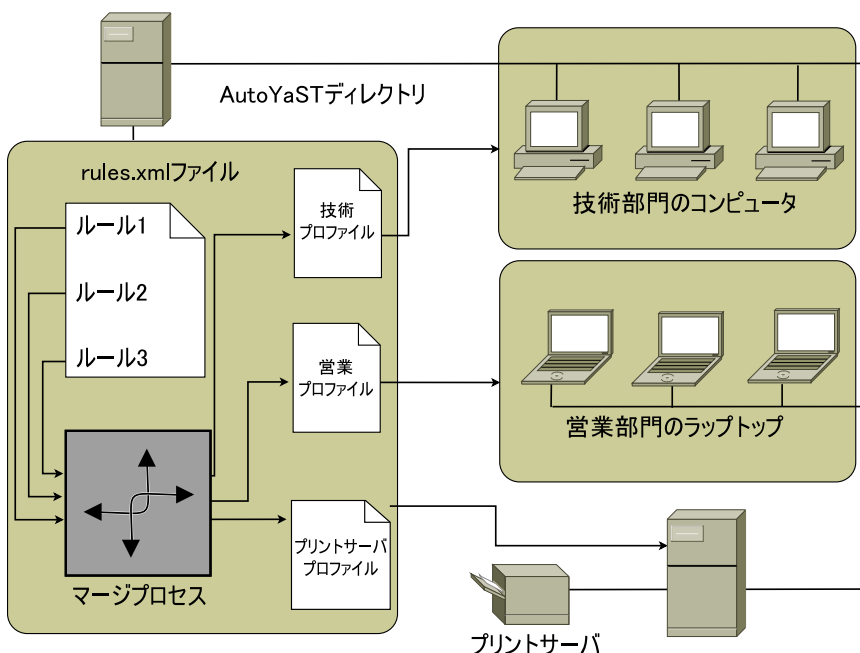 AutoYaSTディレクトリ
rules.xmlファイル
ルール1
ルール2
ルール3
マージプロセス
技術
プロファイル
営業
プロファイル
プリントサーバ
プロファイル
技術部門のコンピュータ
営業部門のラップトップ
プリントサーバ